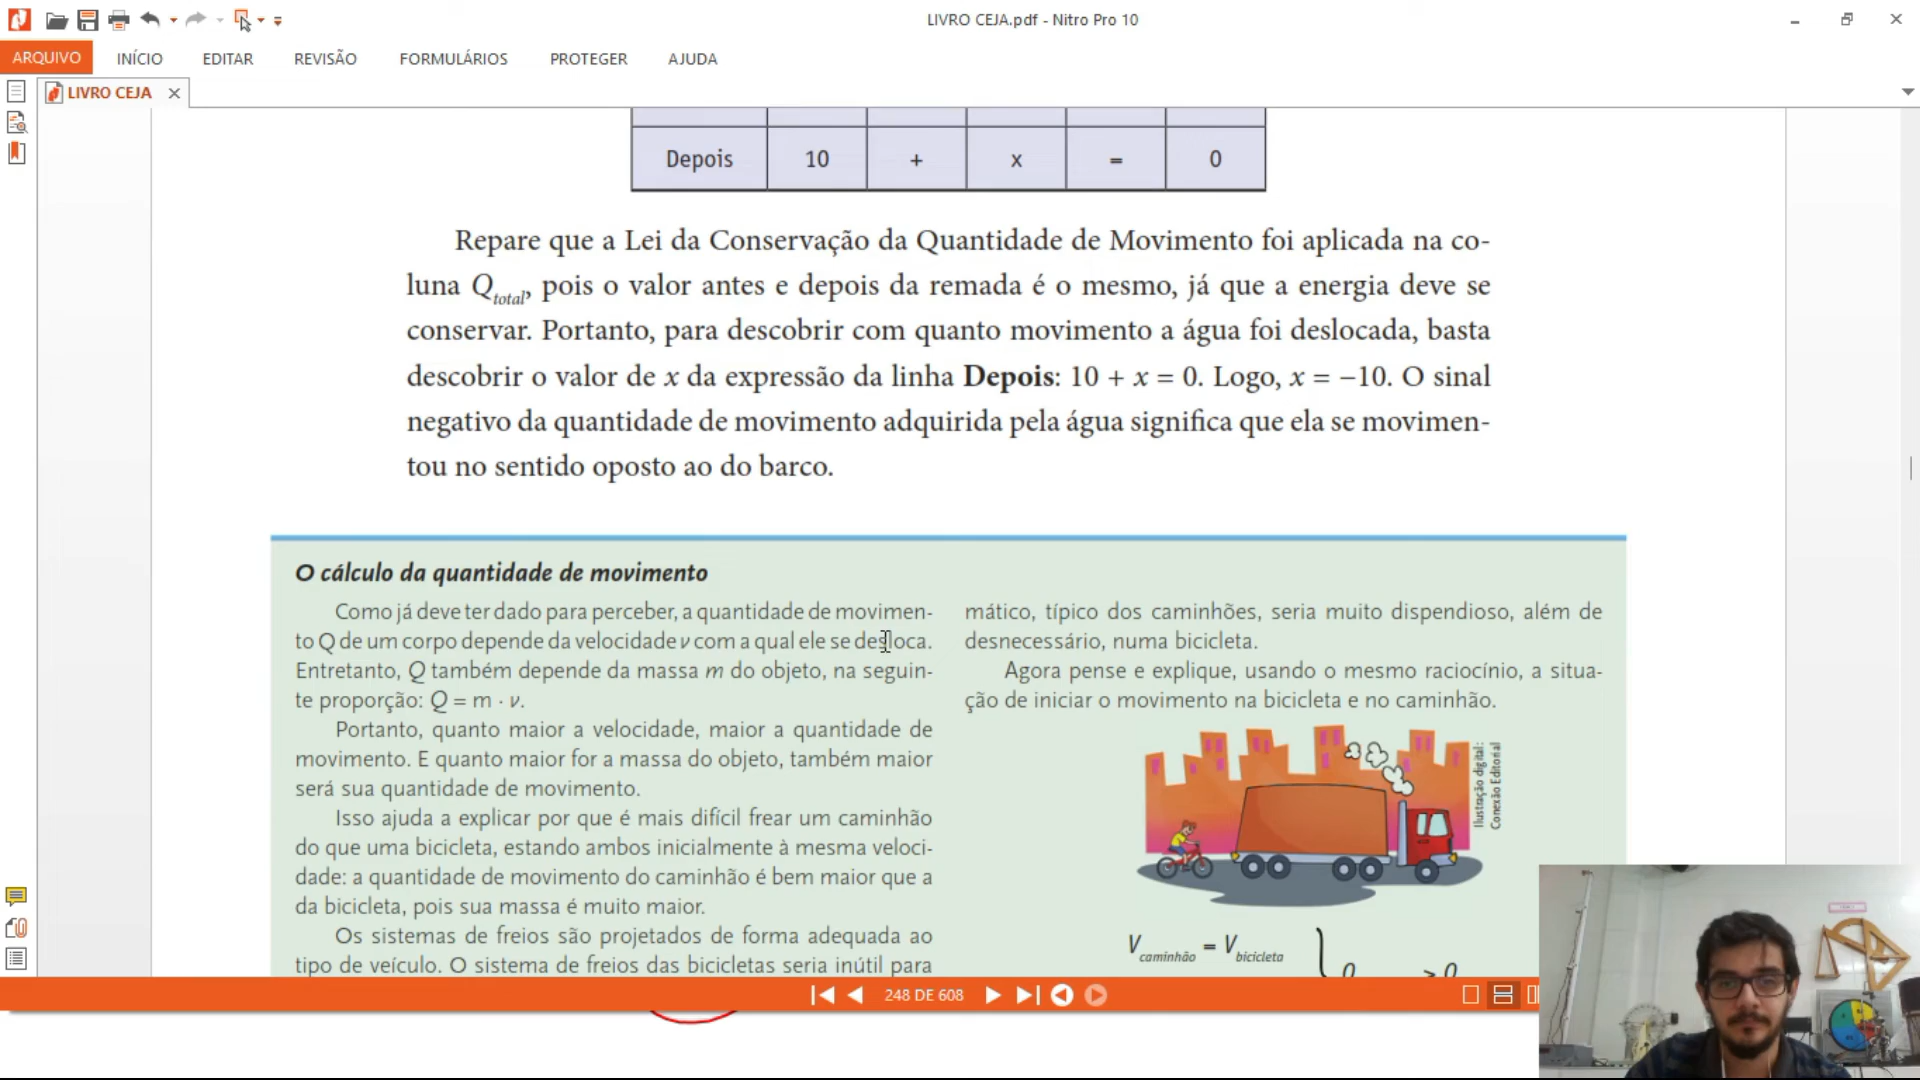 LIVRO CEJA.pdf - Nitro Pro 10
ARQUIVO INÍCIO EDITAR REVISÃO FORMULÁRIOS PROTEGER AJUDA
LIVRO CEJA
Depois 10 + x = 0
Repare que a Lei da Conservação da Quantidade de Movimento foi aplicada na co-
luna Qtotal, pois o valor antes e depois da remada é o mesmo, já que a energia deve se
conservar. Portanto, para descobrir com quanto movimento a água foi deslocada, basta
descobrir o valor de x da expressão da linha Depois: 10 + x = 0. Logo, x = −10. O sinal
negativo da quantidade de movimento adquirida pela água significa que ela se movimen-
tou no sentido oposto ao do barco.
O cálculo da quantidade de movimento
Como já deve ter dado para perceber, a quantidade de movimen-
to Q de um corpo depende da velocidade v com a qual ele se desloca.
Entretanto, Q também depende da massa m do objeto, na seguin-
te proporção: Q = m · v.
Portanto, quanto maior a velocidade, maior a quantidade de
movimento. E quanto maior for a massa do objeto, também maior
será sua quantidade de movimento.
Isso ajuda a explicar por que é mais difícil frear um caminhão
do que uma bicicleta, estando ambos inicialmente à mesma veloci-
dade: a quantidade de movimento do caminhão é bem maior que a
da bicicleta, pois sua massa é muito maior.
Os sistemas de freios são projetados de forma adequada ao
tipo de veículo. O sistema de freios das bicicletas seria inútil para
mático, típico dos caminhões, seria muito dispendioso, além de
desnecessário, numa bicicleta.
Agora pense e explique, usando o mesmo raciocínio, a situa-
ção de iniciar o movimento na bicicleta e no caminhão.
Ilustração digital:
Conexão Editorial
Vcaminhão = Vbicicleta
248 DE 608